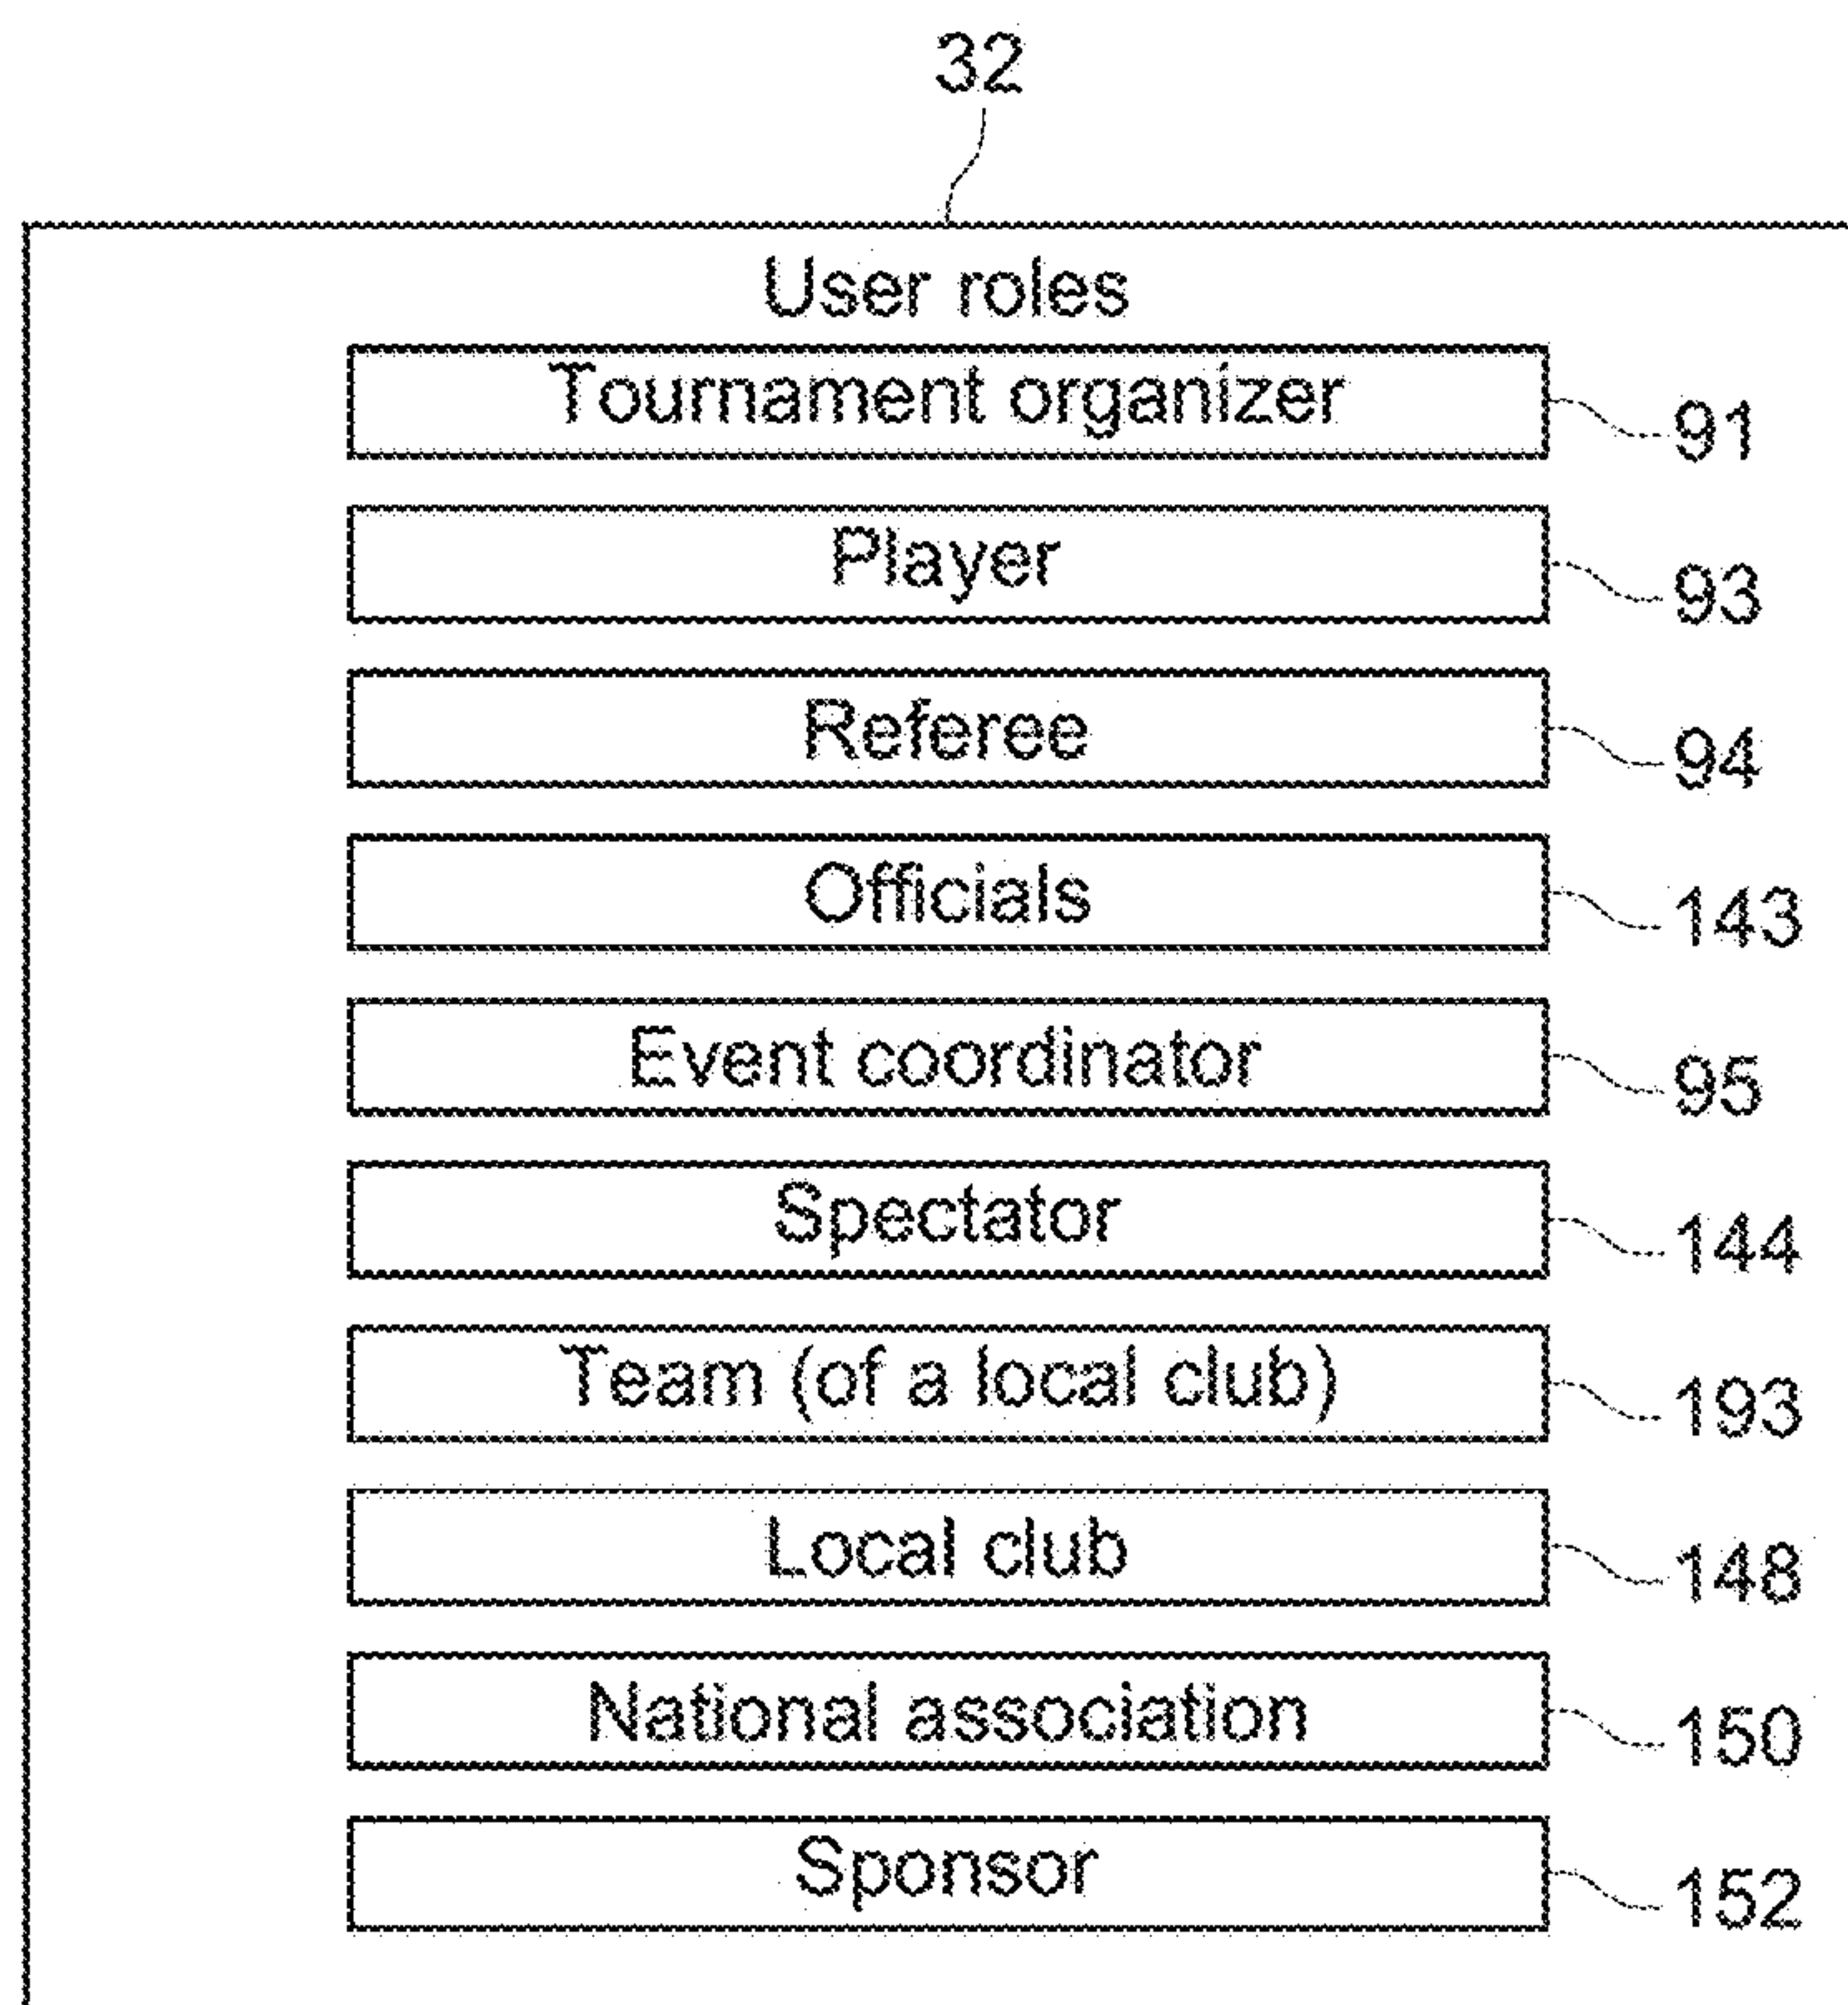 32
User roles
Tournament organizer 91
Player 93
Referee 94
Officials 143
Event coordinator 95
Spectator 144
Team (of a local club) 193
Local club 148
National association 150
Sponsor 152